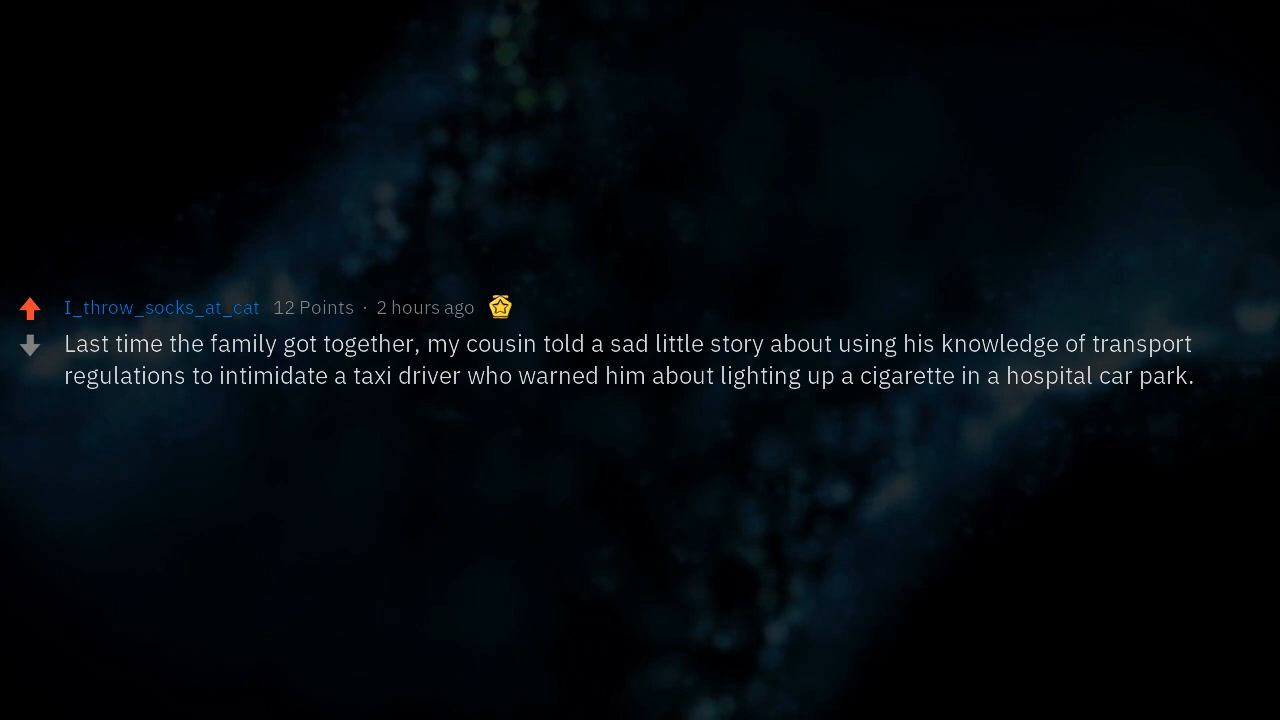 I_throw_socks_at_cat 12 Points · 2 hours ago
Last time the family got together, my cousin told a sad little story about using his knowledge of transport
regulations to intimidate a taxi driver who warned him about lighting up a cigarette in a hospital car park.